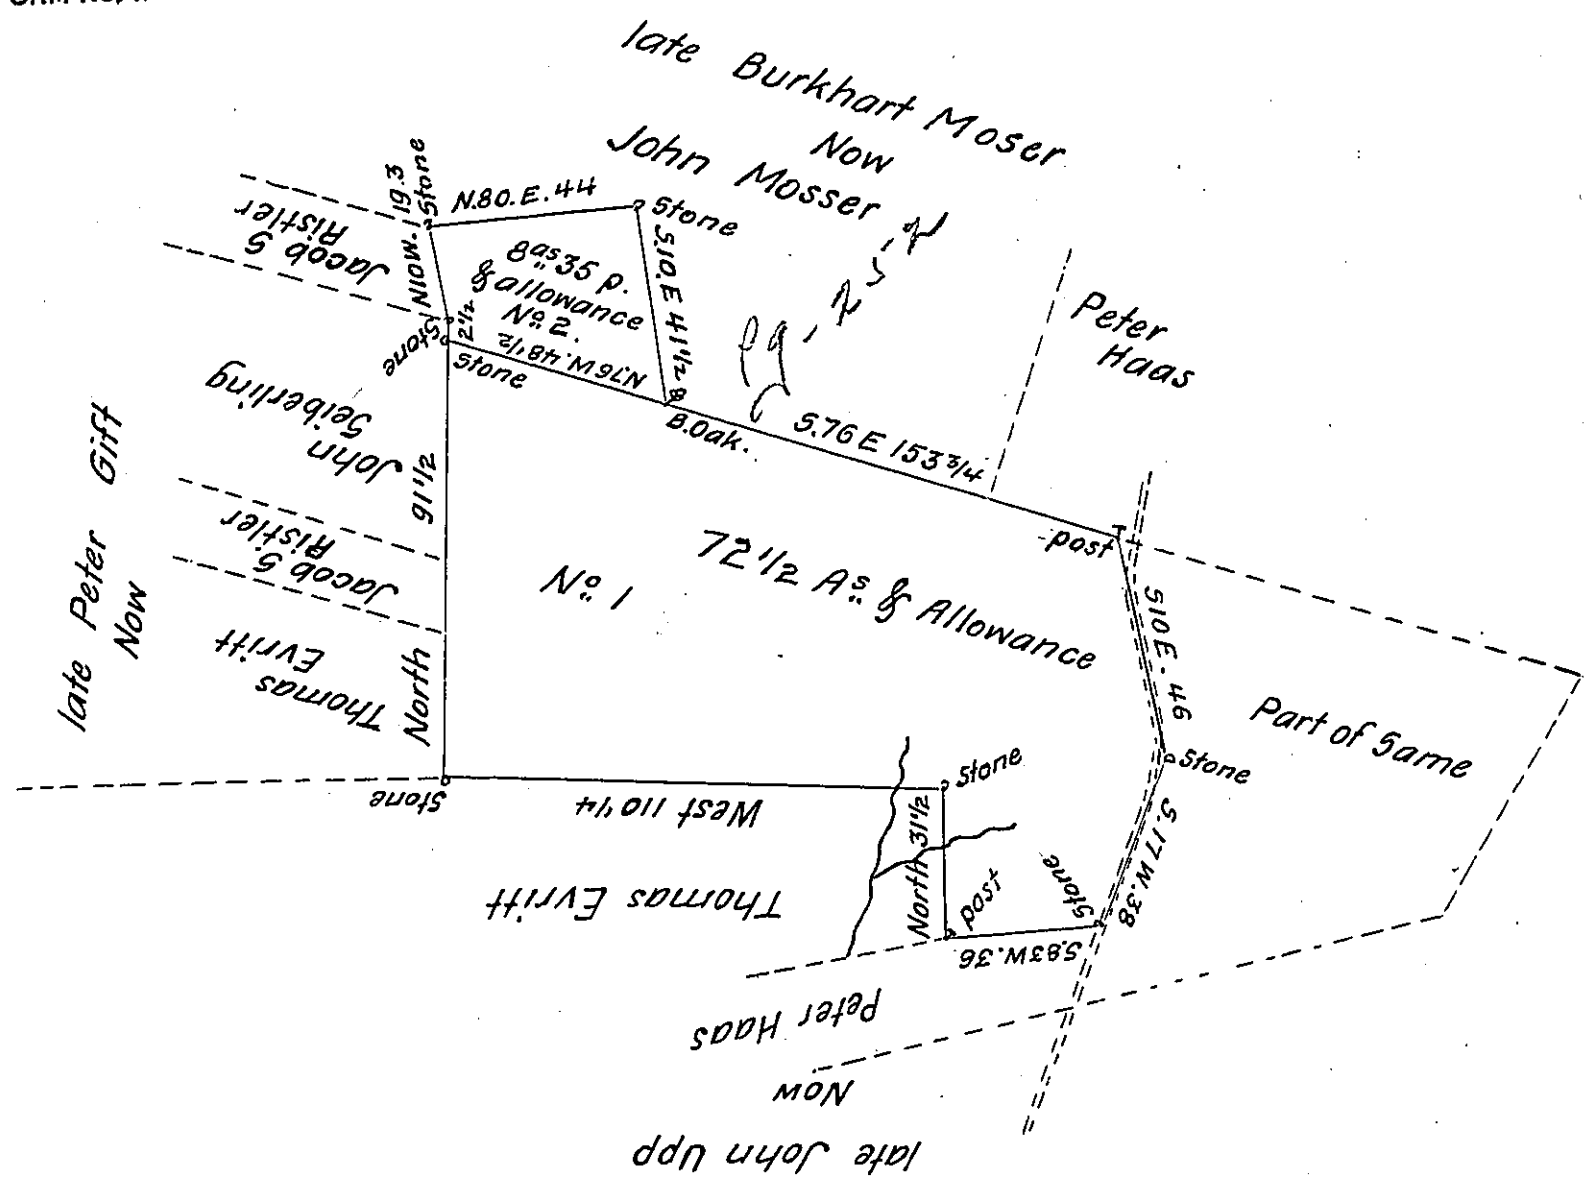 late Burkhart Moser
Now
John Mosser
Stone
19.3
N10W.
N.80.E.44
Stone
Jacob S
Ristler
8as 35 p.
& allowance
No 2.
S.10.E 41 1/2
2 1/2
N.76W.48 1/2
Stone
Stone
B.Oak.
Peter
Haas
S.76 E 153 3/4
John
Seiberling
91 1/2
North
late Peter Gift
Now
Jacob S.
Ristler
Thomas
Evritt
No 1
72 1/2 As & Allowance
post
S10E.46
Part of Same
Stone
S.17W.38
Stone
West 110 1/4
Stone
North 31 1/2
post
Stone
S.83W.36
Thomas Evritt
Peter Haas
Now
late John Upp